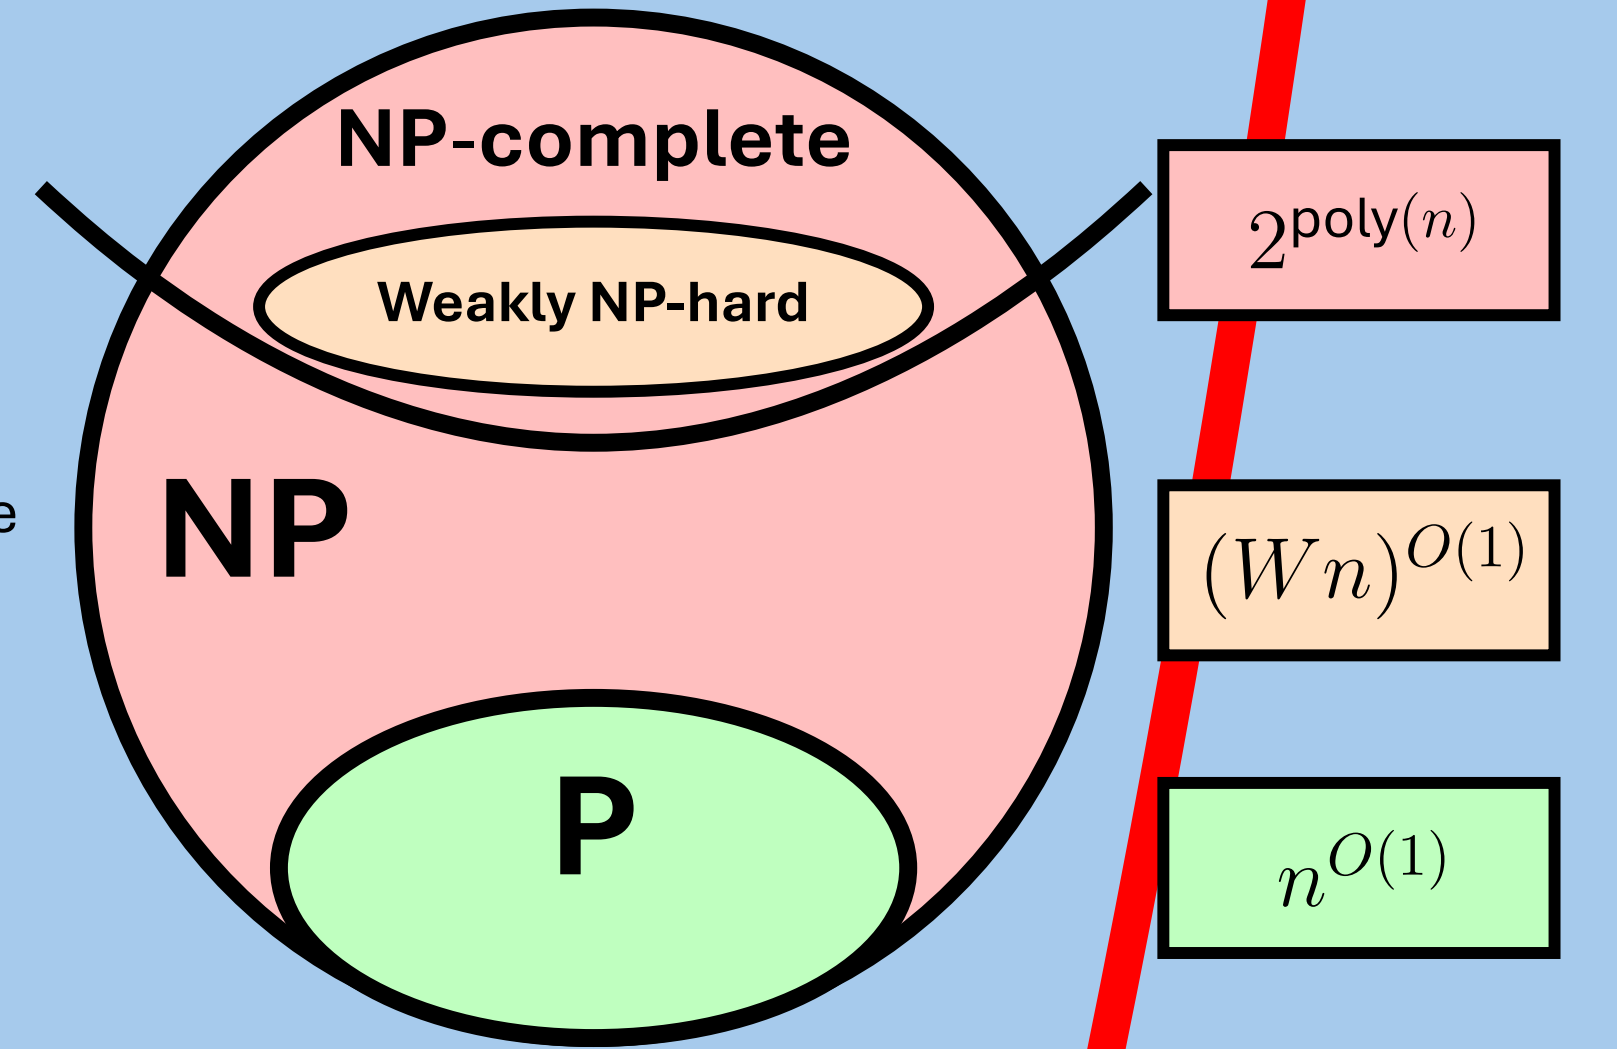 NP-complete
Weakly NP-hard
e
NP
P
2^{poly(n)}
(Wn)^{O(1)}
n^{O(1)}